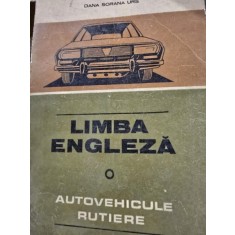 DANA SORANA URS
LIMBA
ENGLEZĂ
AUTOVEHICULE
RUTIERE